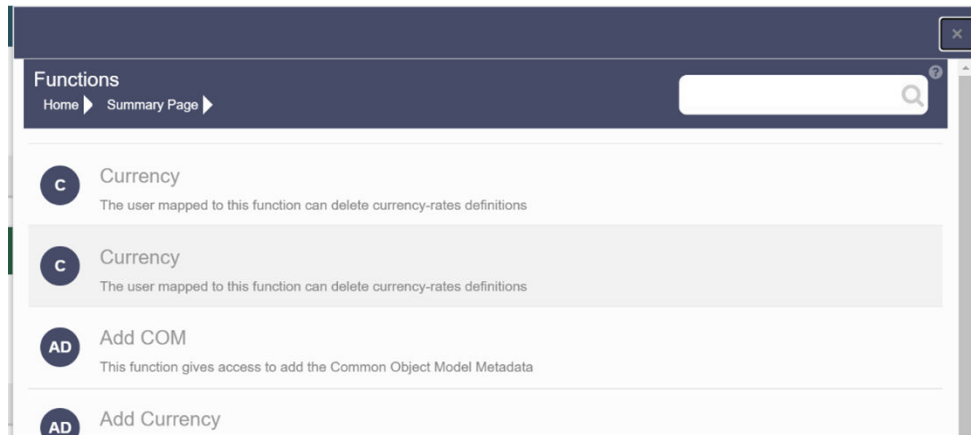 ×
Functions
?
Home Summary Page
C
Currency
The user mapped to this function can delete currency-rates definitions
C
Currency
The user mapped to this function can delete currency-rates definitions
AD
Add COM
This function gives access to add the Common Object Model Metadata
AD
Add Currency